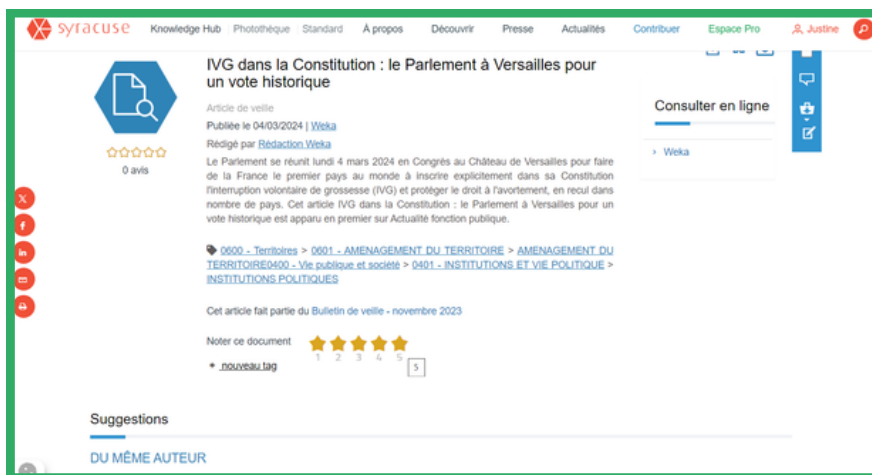 syracuse Knowledge Hub Photothèque Standard À propos Découvrir Presse Actualités Contribuer Espace Pro Justine
IVG dans la Constitution : le Parlement à Versailles pour
un vote historique
Article de veille
Publiée le 04/03/2024 | Weka
Rédigé par Rédaction Weka
Le Parlement se réunit lundi 4 mars 2024 en Congrès au Château de Versailles pour faire
de la France le premier pays au monde à inscrire explicitement dans sa Constitution
l'interruption volontaire de grossesse (IVG) et protéger le droit à l'avortement, en recul dans
nombre de pays. Cet article IVG dans la Constitution : le Parlement à Versailles pour un
vote historique est apparu en premier sur Actualité fonction publique.
0 avis
Consulter en ligne
› Weka
0600 - Territoires > 0601 - AMENAGEMENT DU TERRITOIRE > AMENAGEMENT DU
TERRITOIRE0400 - Vie publique et société > 0401 - INSTITUTIONS ET VIE POLITIQUE >
INSTITUTIONS POLITIQUES
Cet article fait partie du Bulletin de veille - novembre 2023
Noter ce document
1 2 3 4 5
5
+ nouveau tag
Suggestions
DU MÊME AUTEUR